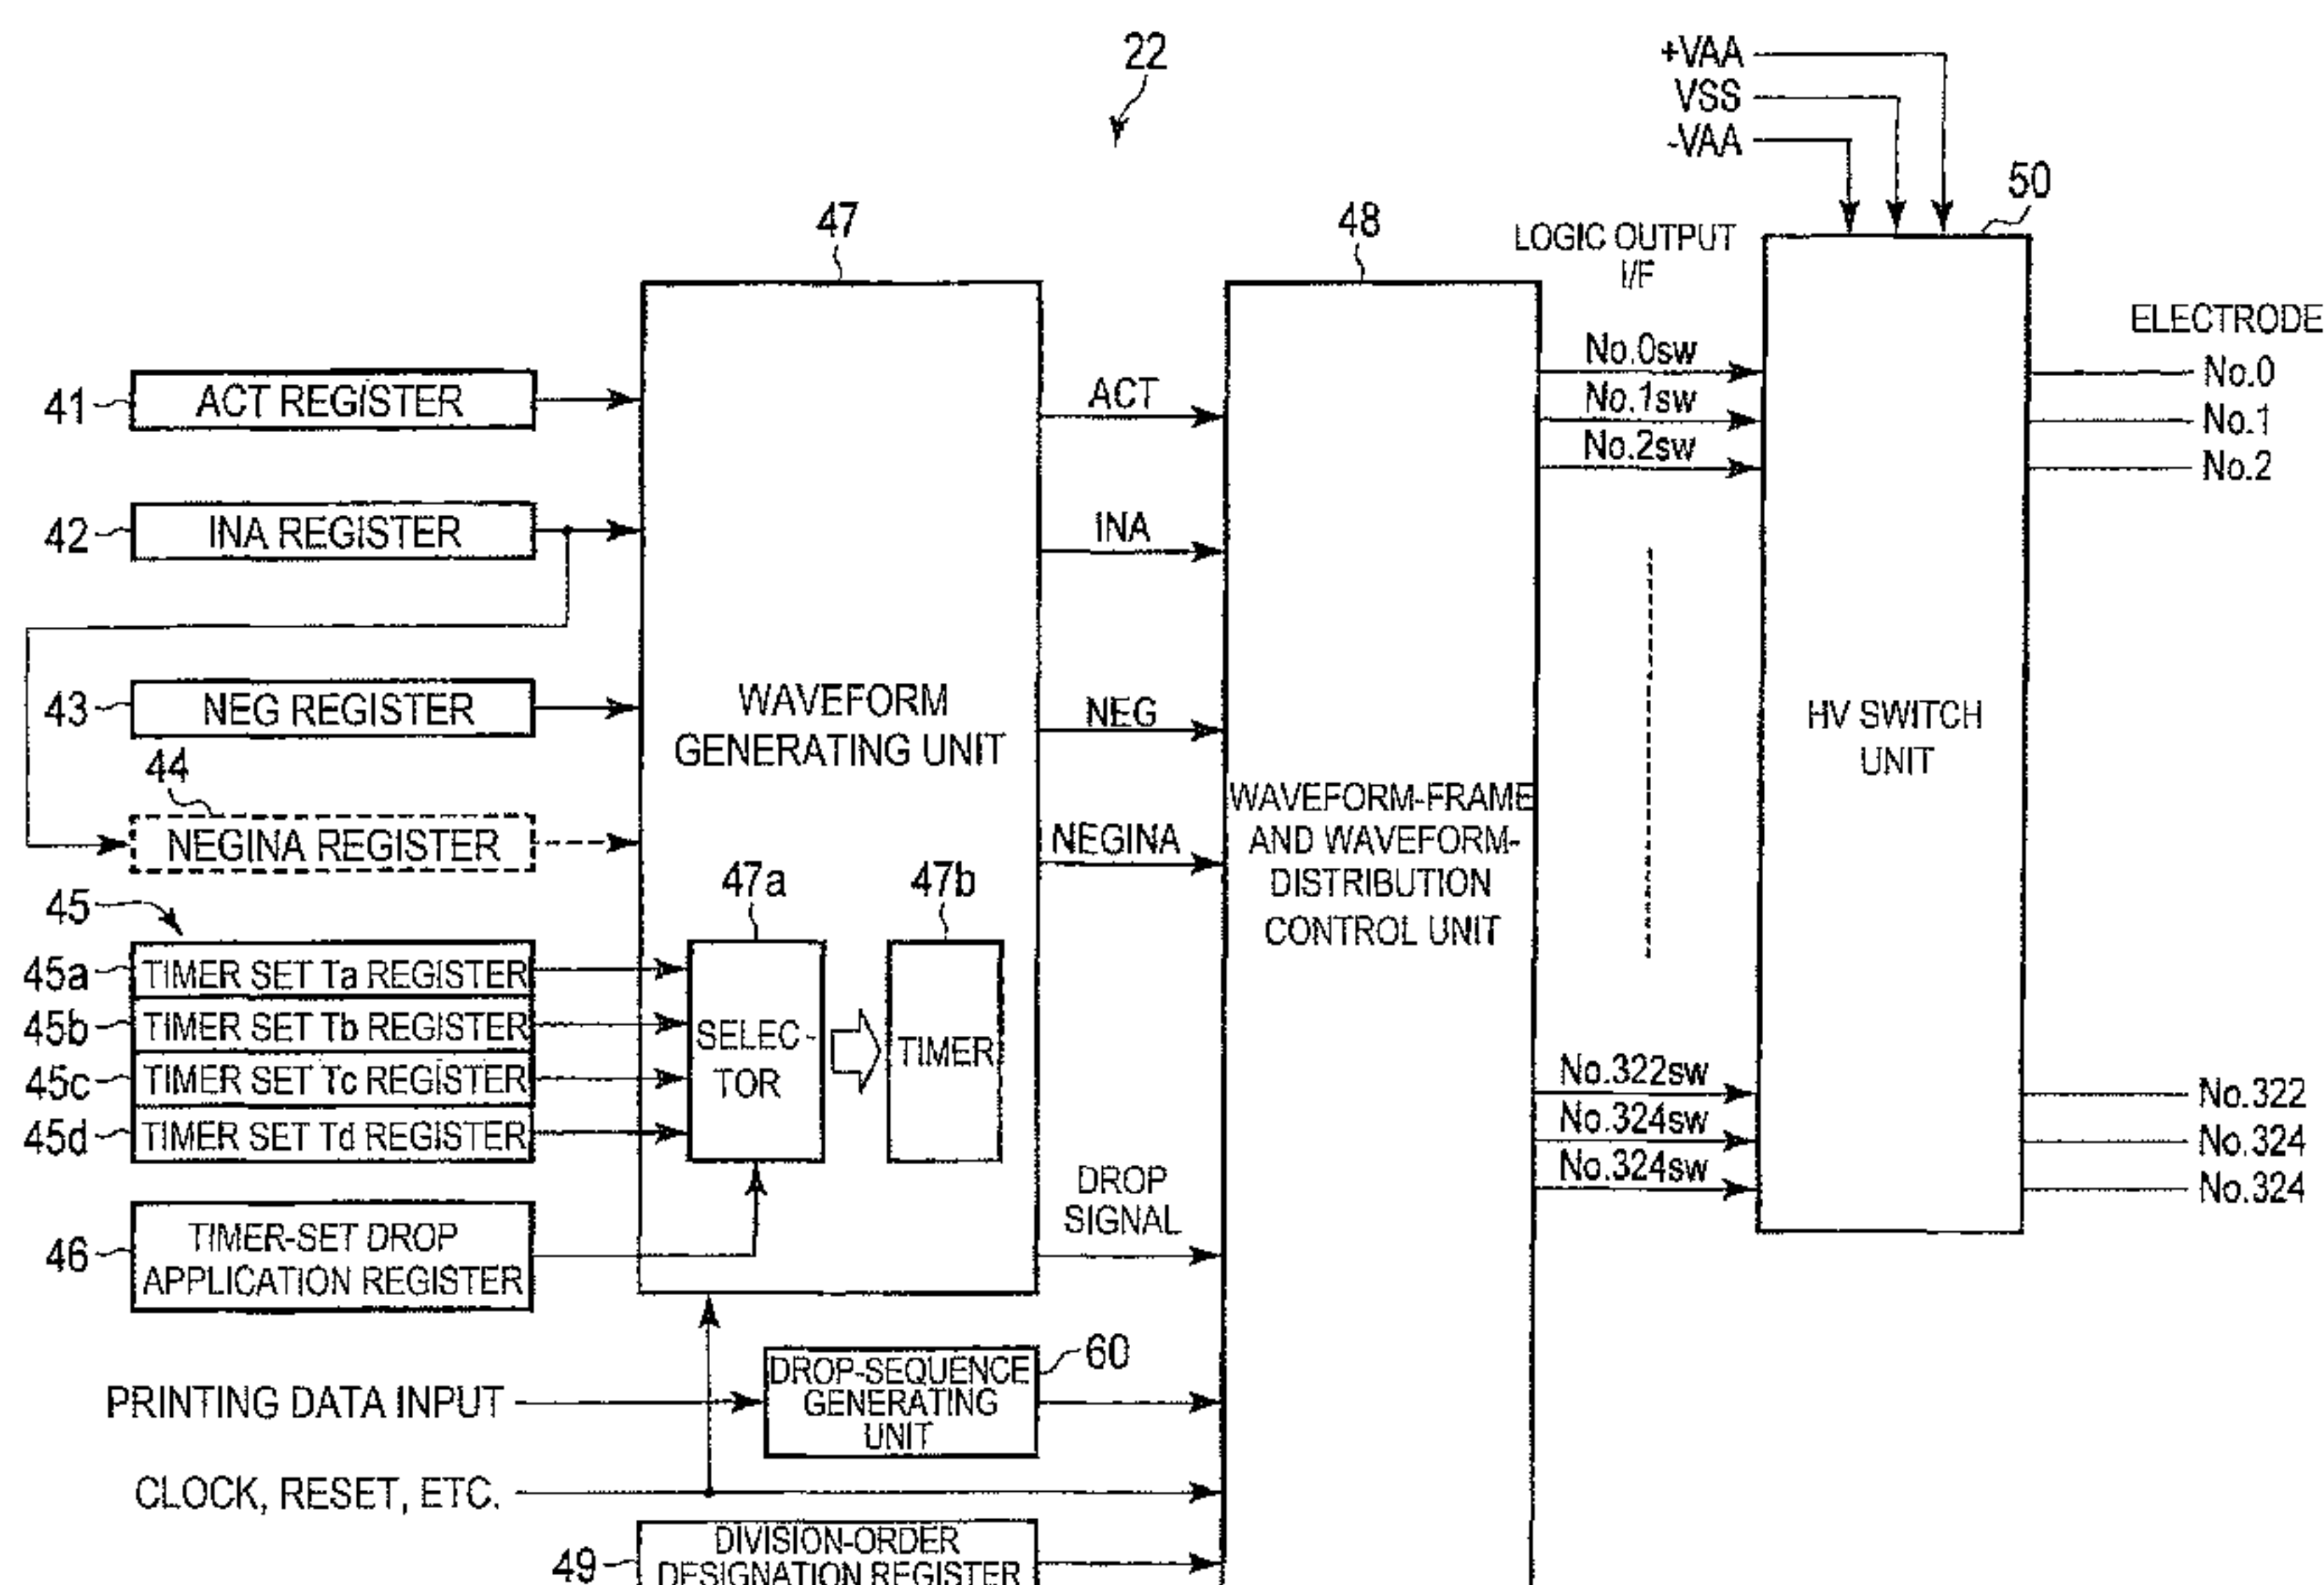 22
+VAA
VSS
-VAA
50
47
48
LOGIC OUTPUT
I/F
ELECTRODE
No.0sw
No.0
41
ACT REGISTER
ACT
No.1sw
No.1
No.2sw
No.2
42
INA REGISTER
INA
43
NEG REGISTER
WAVEFORM
GENERATING UNIT
NEG
HV SWITCH
UNIT
44
NEGINA REGISTER
NEGINA
WAVEFORM-FRAME
AND WAVEFORM-
DISTRIBUTION
CONTROL UNIT
45
47a
47b
45a
TIMER SET Ta REGISTER
45b
TIMER SET Tb REGISTER
45c
TIMER SET Tc REGISTER
45d
TIMER SET Td REGISTER
SELEC-
TOR
TIMER
No.322sw
No.322
No.324sw
No.324
No.324sw
No.324
46
TIMER-SET DROP
APPLICATION REGISTER
DROP
SIGNAL
PRINTING DATA INPUT
DROP-SEQUENCE
GENERATING
UNIT
60
CLOCK, RESET, ETC.
49
DIVISION-ORDER
DESIGNATION REGISTER